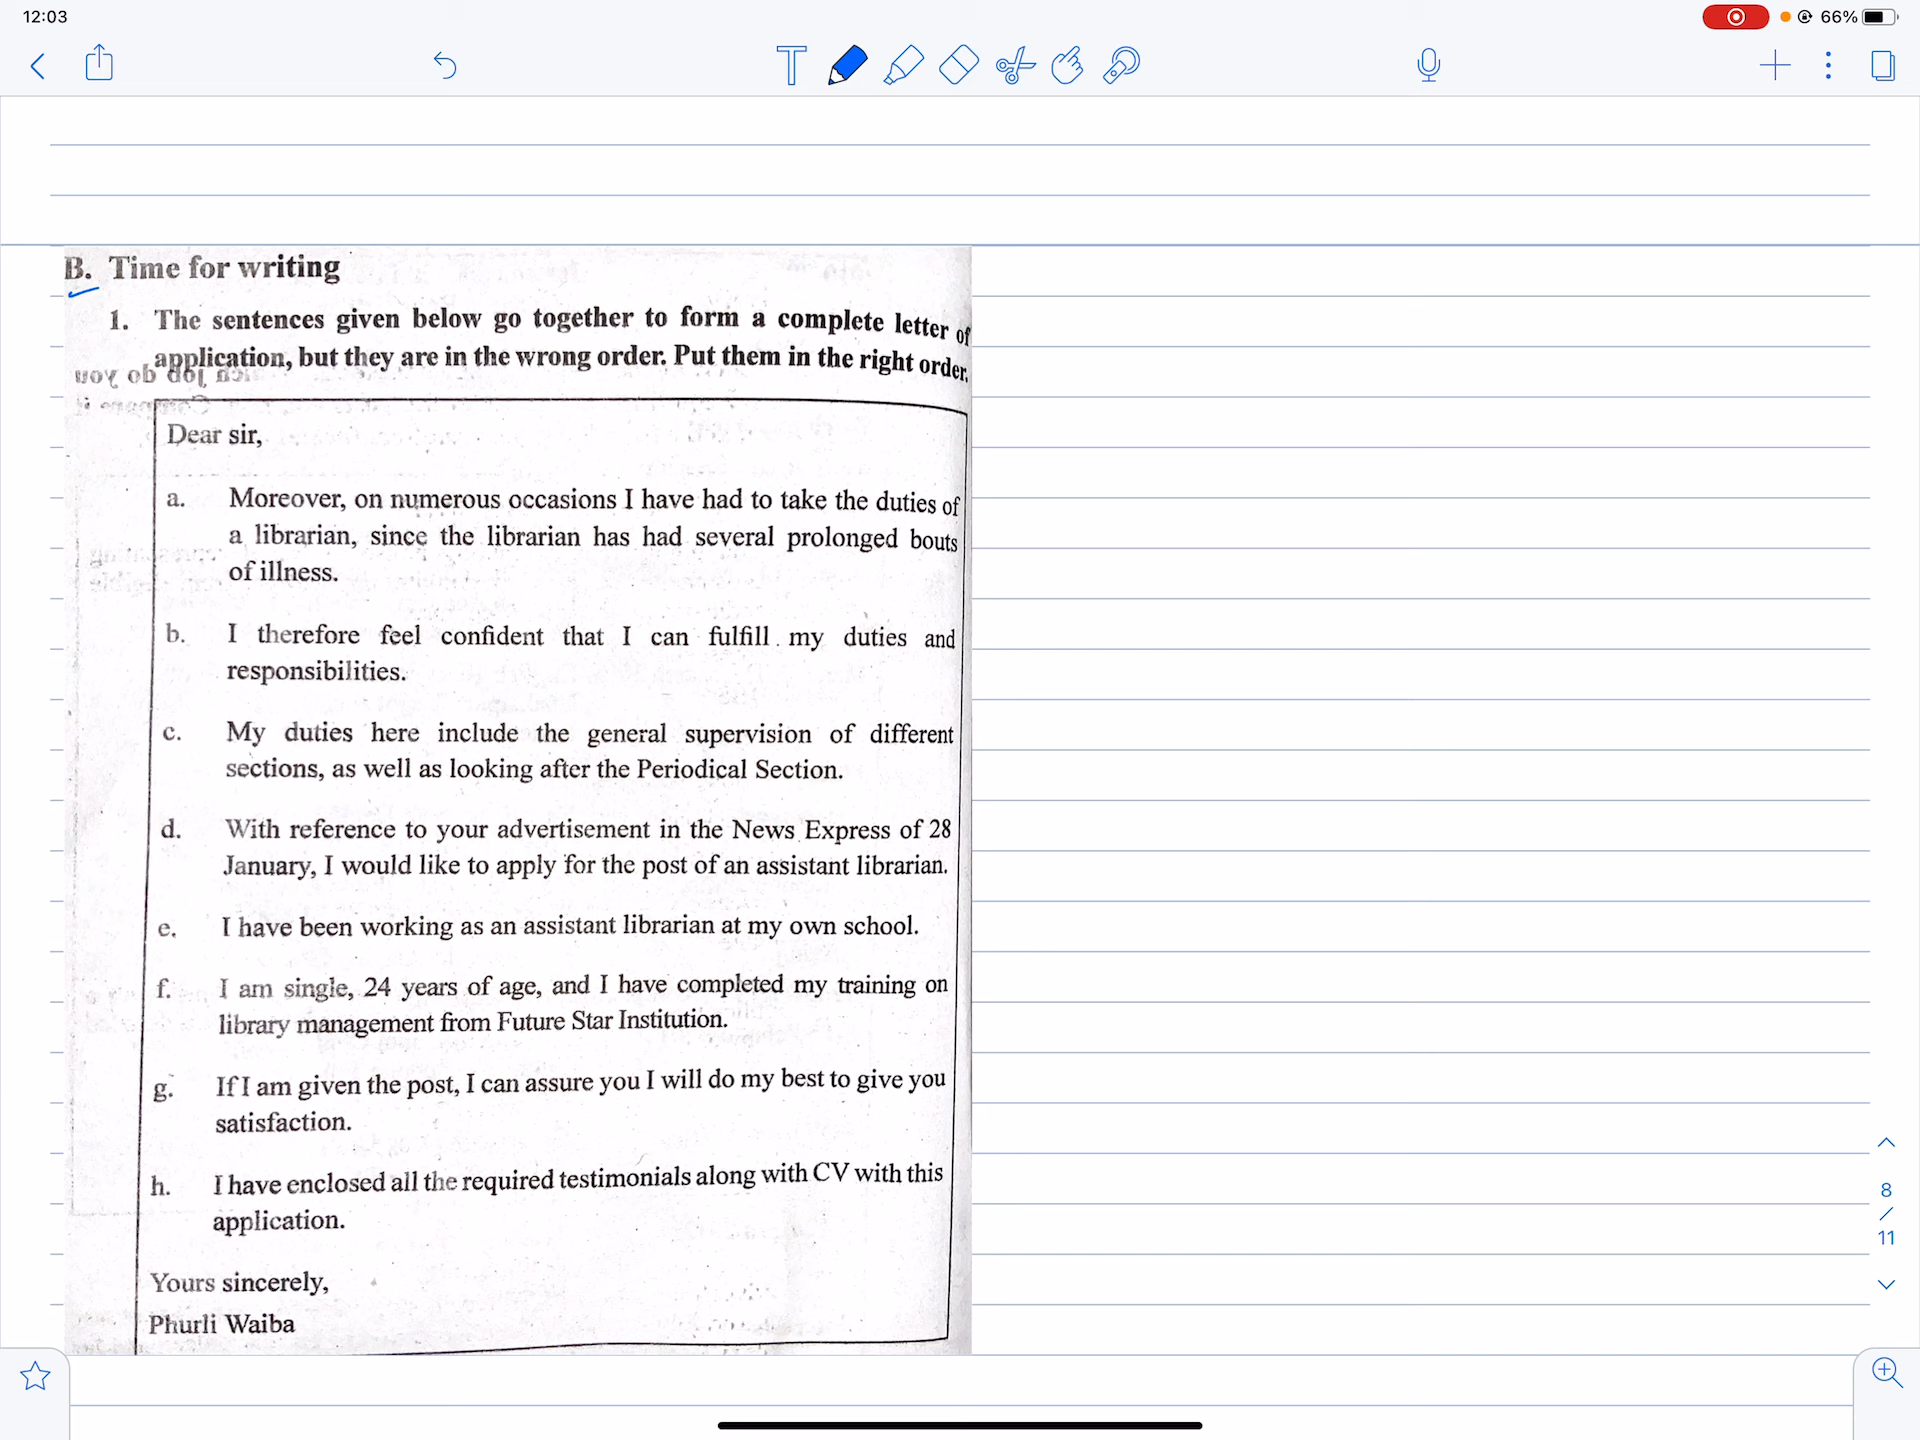 12:03
66%
B. Time for writing
1. The sentences given below go together to form a complete letter of
application, but they are in the wrong order. Put them in the right order.
Dear sir,
a. Moreover, on numerous occasions I have had to take the duties of
a librarian, since the librarian has had several prolonged bouts
of illness.
b. I therefore feel confident that I can fulfill my duties and
responsibilities.
c. My duties here include the general supervision of different
sections, as well as looking after the Periodical Section.
d. With reference to your advertisement in the News Express of 28
January, I would like to apply for the post of an assistant librarian.
e. I have been working as an assistant librarian at my own school.
f. I am single, 24 years of age, and I have completed my training on
library management from Future Star Institution.
g. If I am given the post, I can assure you I will do my best to give you
satisfaction.
h. I have enclosed all the required testimonials along with CV with this
application.
Yours sincerely,
Phurli Waiba
8
/
11